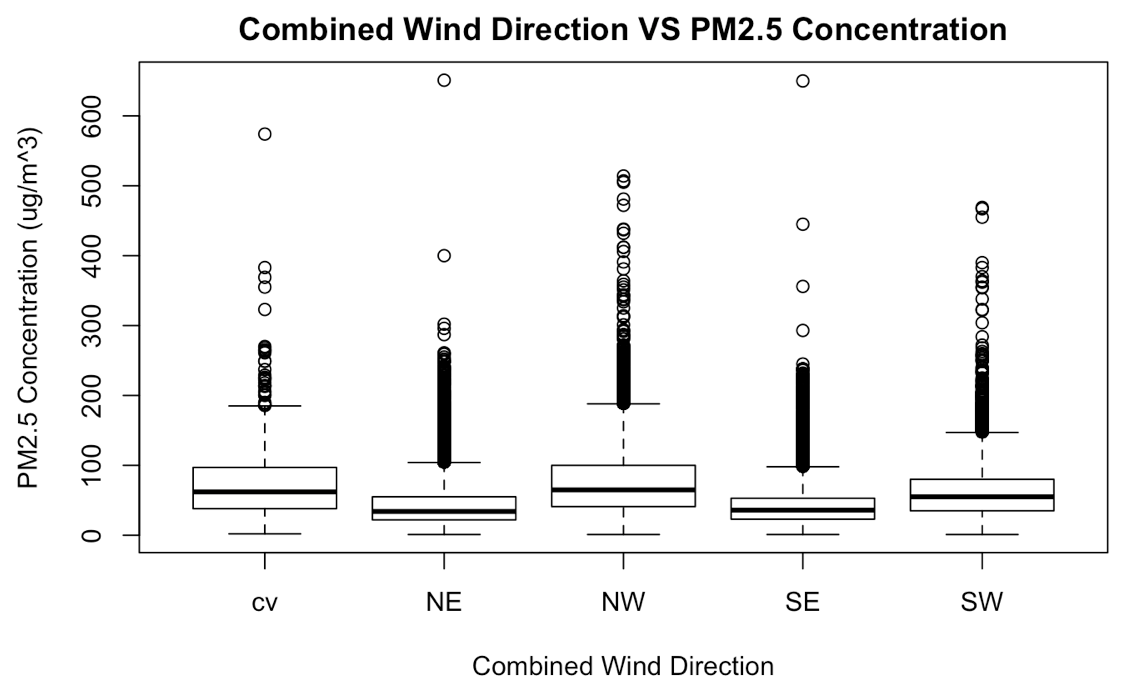 Combined Wind Direction VS PM2.5 Concentration
PM2.5 Concentration (ug/m^3)
600
500
400
300
200
100
0
cv NE NW SE SW
Combined Wind Direction